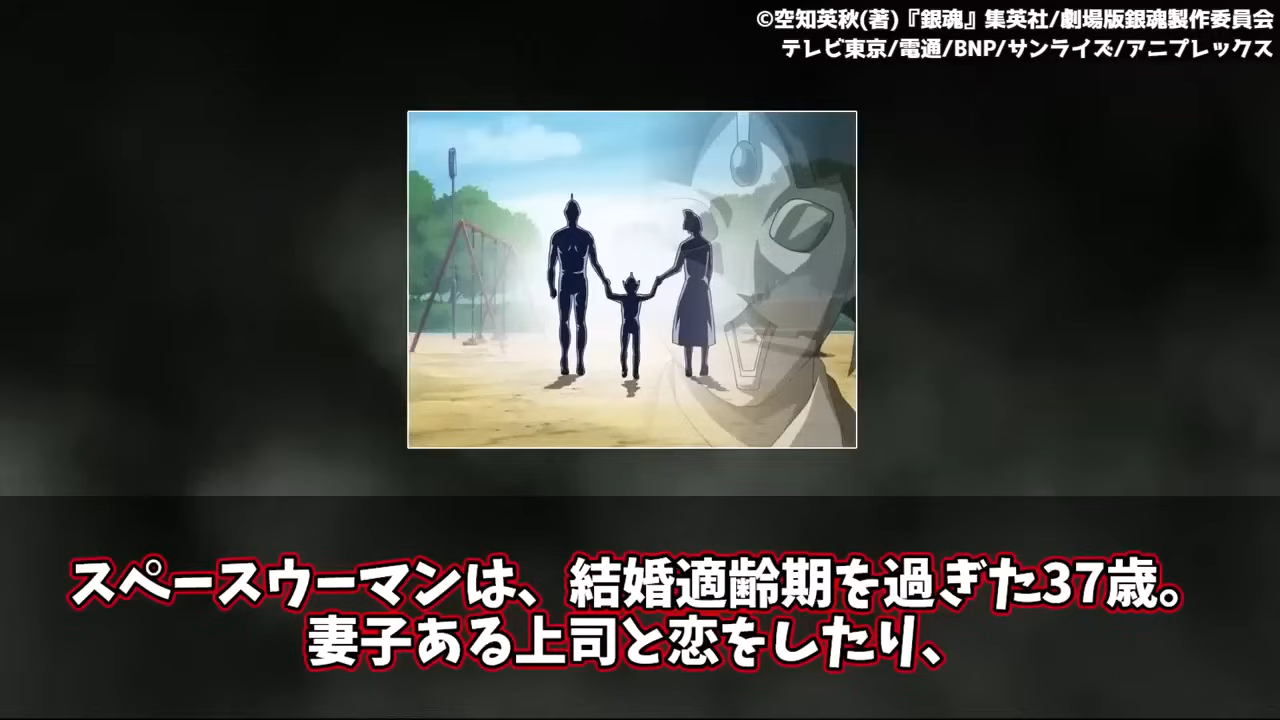 ©空知英秋(著)『銀魂』集英社/劇場版銀魂製作委員会
テレビ東京/電通/BNP/サンライズ/アニプレックス
スペースウーマンは、結婚適齢期を過ぎた37歳。
妻子ある上司と恋をしたり、